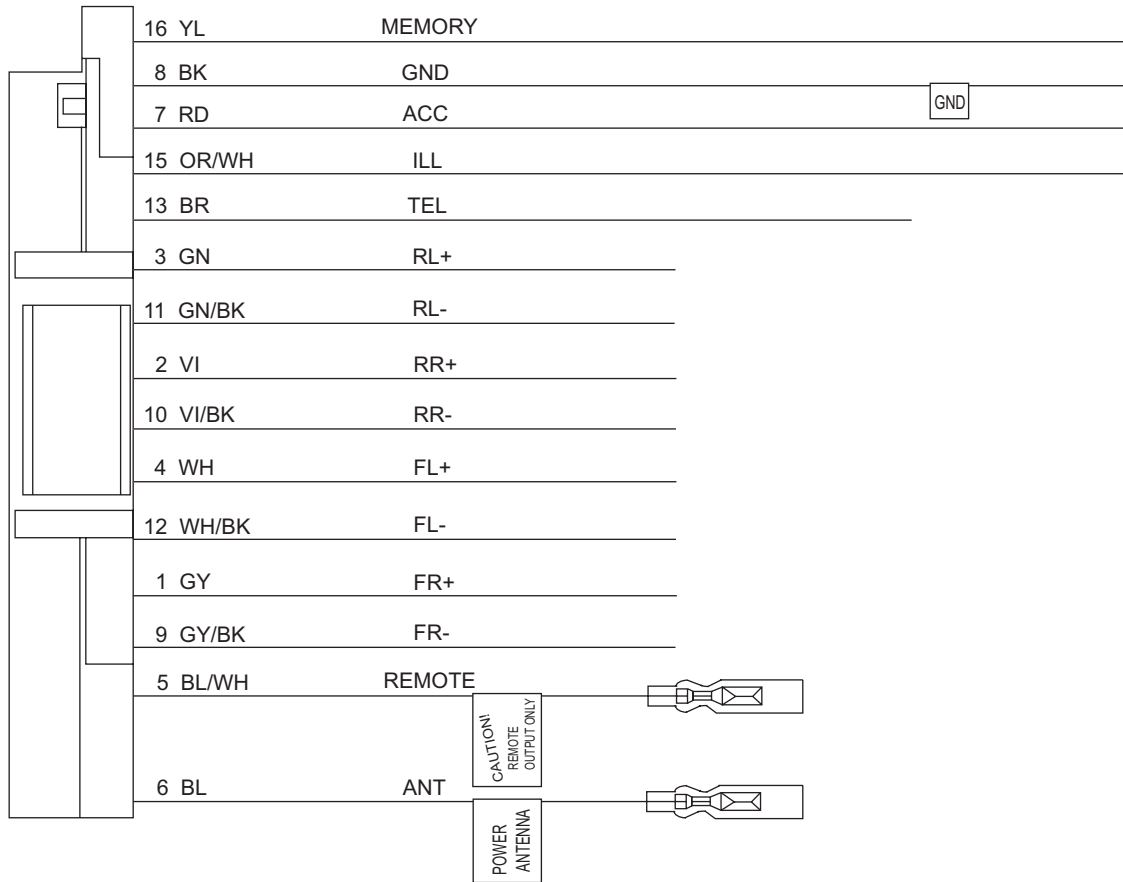 16 YL MEMORY
8 BK GND
GND
7 RD ACC
15 OR/WH ILL
13 BR TEL
3 GN RL+
11 GN/BK RL-
2 VI RR+
10 VI/BK RR-
4 WH FL+
12 WH/BK FL-
1 GY FR+
9 GY/BK FR-
5 BL/WH REMOTE
CAUTION!
REMOTE
OUTPUT ONLY
6 BL ANT
POWER
ANTENNA